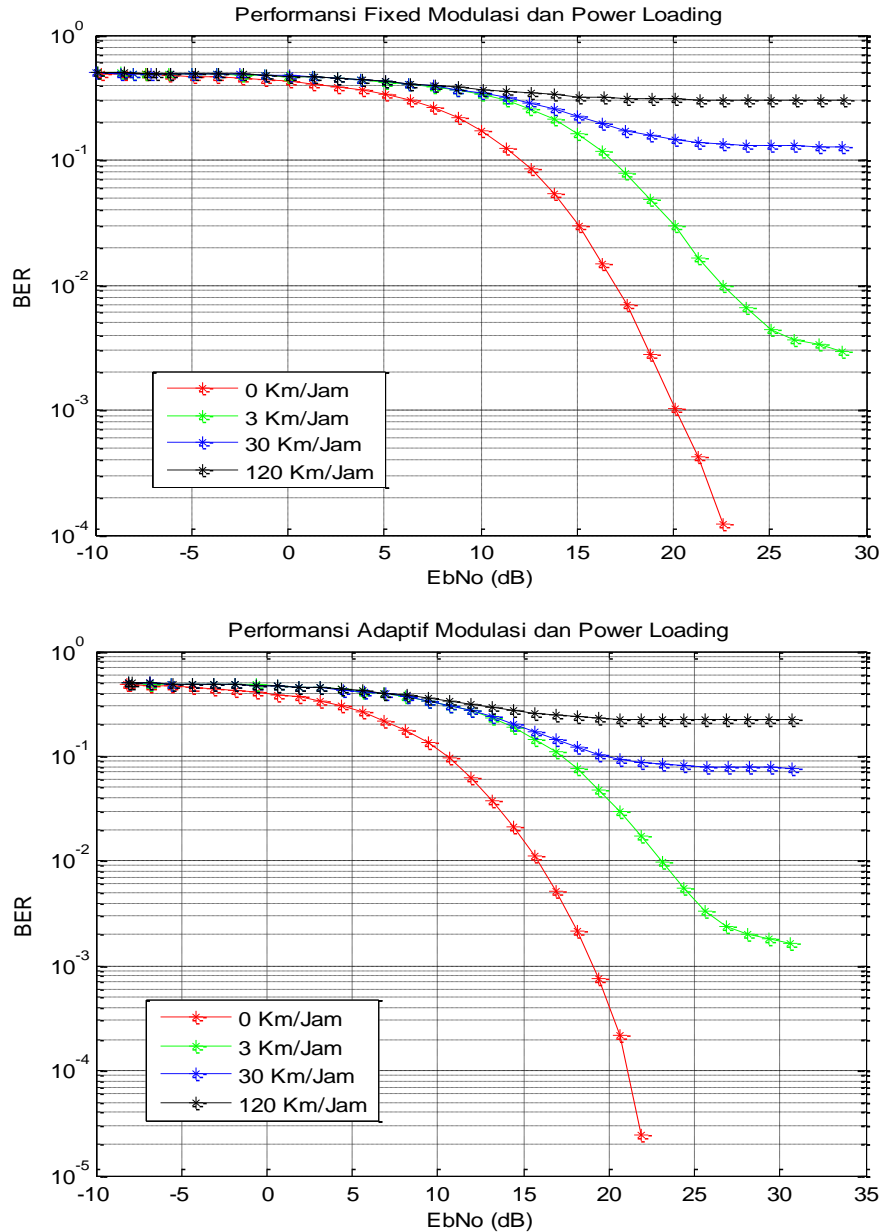 Performansi Fixed Modulasi dan Power Loading
10^0
10^-1
10^-2
10^-3
10^-4
BER
0 Km/Jam
3 Km/Jam
30 Km/Jam
120 Km/Jam
-10 -5 0 5 10 15 20 25 30
EbNo (dB)
Performansi Adaptif Modulasi dan Power Loading
10^0
10^-1
10^-2
10^-3
10^-4
10^-5
BER
0 Km/Jam
3 Km/Jam
30 Km/Jam
120 Km/Jam
-10 -5 0 5 10 15 20 25 30 35
EbNo (dB)